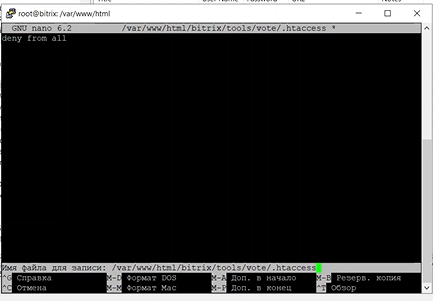 root@bitrix: /var/www/html
GNU nano 6.2 /var/www/html/bitrix/tools/vote/.htaccess *
deny from all
Имя файла для записи: /var/www/html/bitrix/tools/vote/.htaccess
^G Справка M-D Формат DOS M-A Доп. в начало M-B Резерв. копия
^C Отмена M-M Формат Mac M-P Доп. в конец ^T Обзор